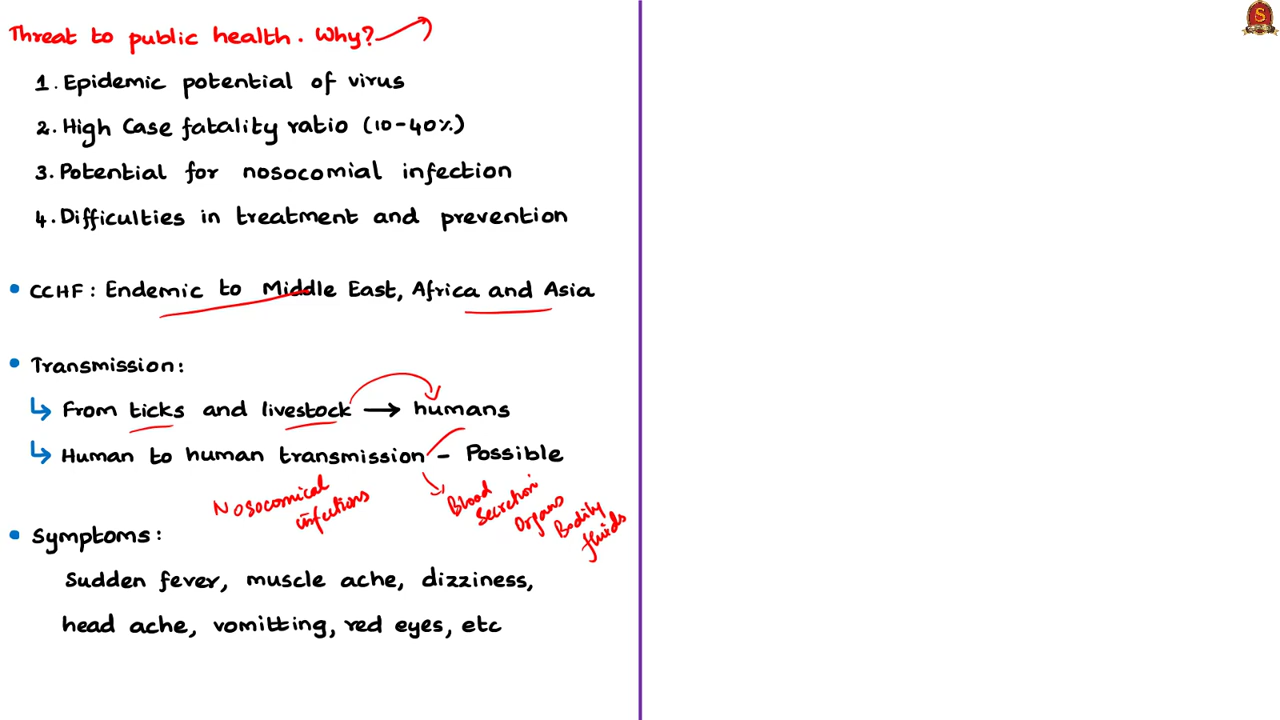 Threat to public health. Why?
1. Epidemic potential of virus
2. High Case fatality ratio (10-40%)
3. Potential for nosocomial infection
4. Difficulties in treatment and prevention
• CCHF: Endemic to Middle East, Africa and Asia
• Transmission:
↳ From ticks and livestock → humans
↳ Human to human transmission - Possible
Nosocomical
infections
Blood
Secretion
Organs
Bodily
fluids
• Symptoms:
Sudden fever, muscle ache, dizziness,
head ache, vomitting, red eyes, etc
S